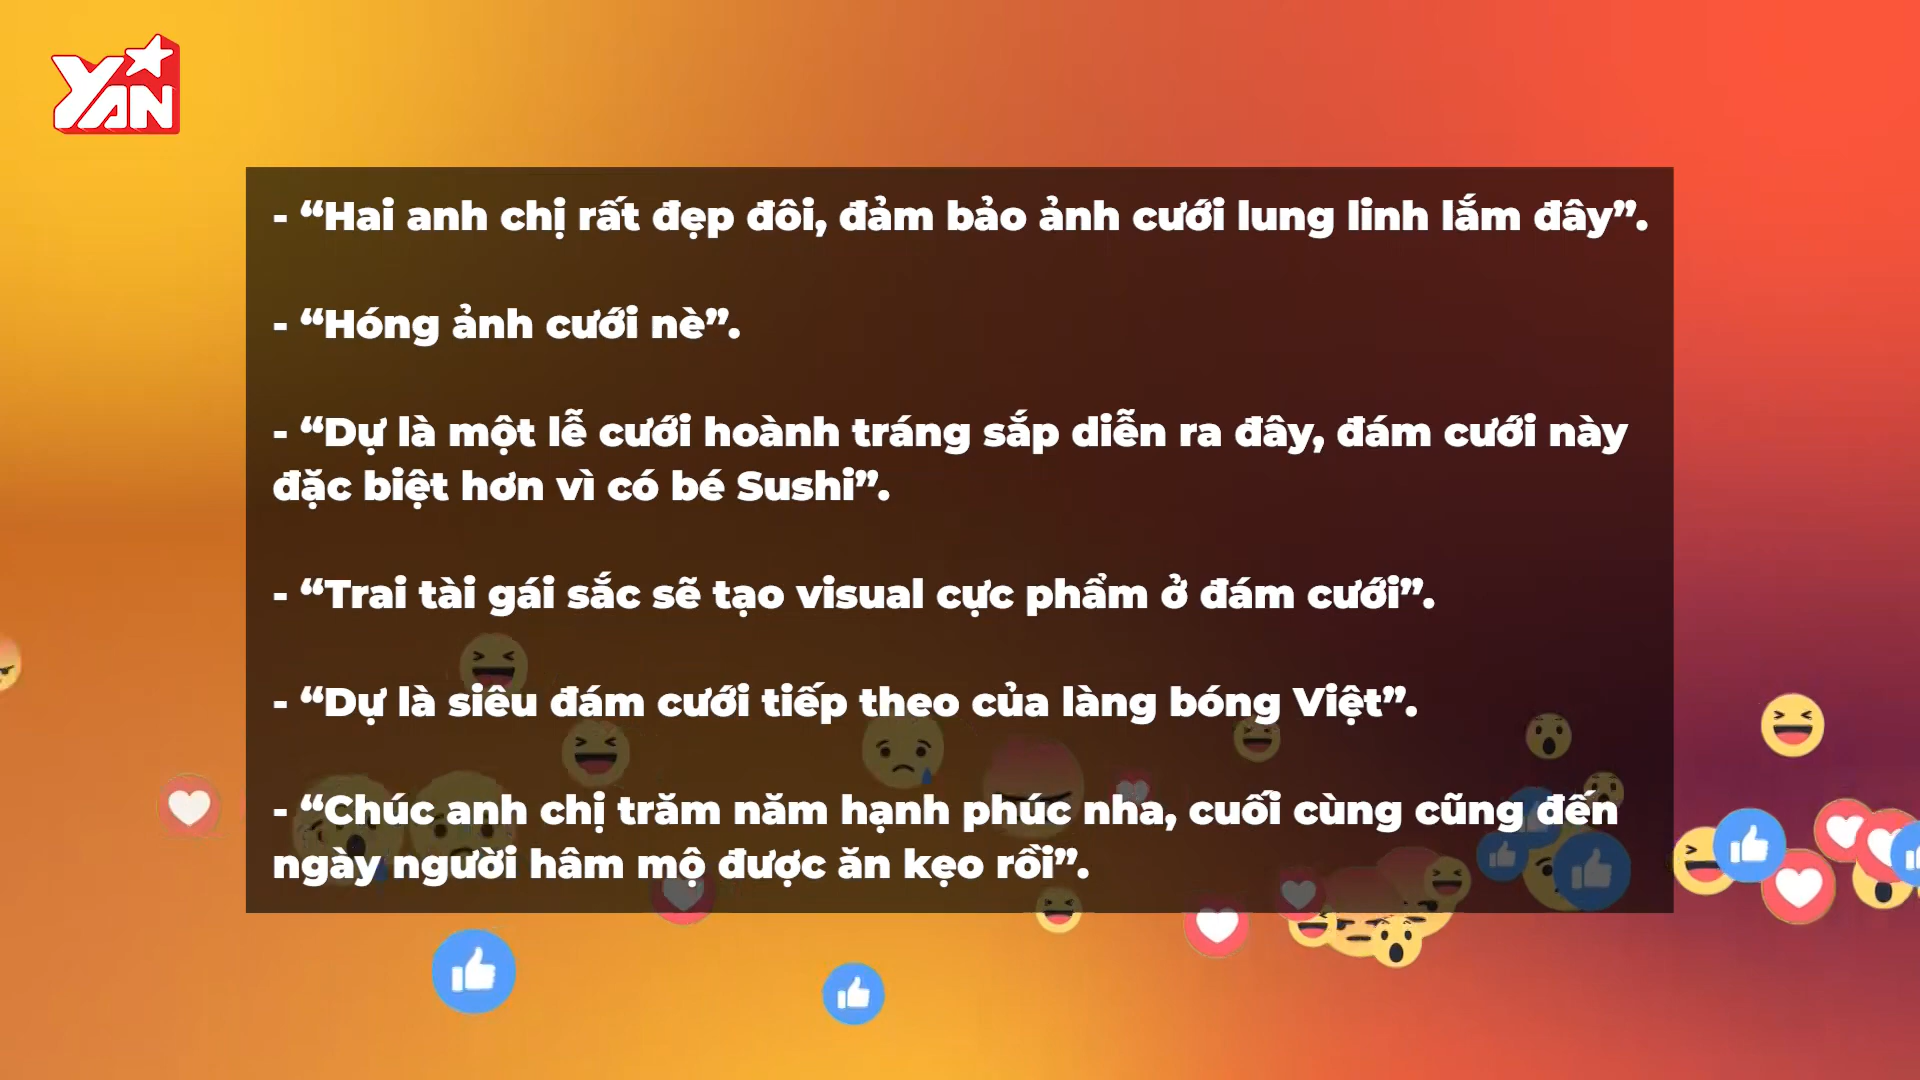 YAN
- “Hai anh chị rất đẹp đôi, đảm bảo ảnh cưới lung linh lắm đây”.
- “Hóng ảnh cưới nè”.
- “Dự là một lễ cưới hoành tráng sắp diễn ra đây, đám cưới này
đặc biệt hơn vì có bé Sushi”.
- “Trai tài gái sắc sẽ tạo visual cực phẩm ở đám cưới”.
- “Dự là siêu đám cưới tiếp theo của làng bóng Việt”.
- “Chúc anh chị trăm năm hạnh phúc nha, cuối cùng cũng đến
ngày người hâm mộ được ăn kẹo rồi”.